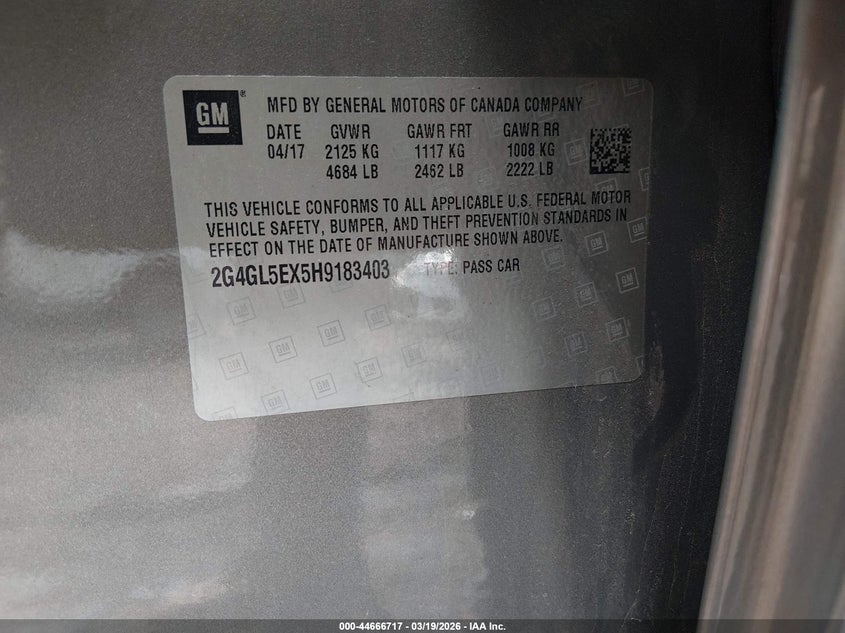 GM ®
MFD BY GENERAL MOTORS OF CANADA COMPANY
DATE GVWR GAWR FRT GAWR RR
04/17 2125 KG 1117 KG 1008 KG
4684 LB 2462 LB 2222 LB
THIS VEHICLE CONFORMS TO ALL APPLICABLE U.S. FEDERAL MOTOR
VEHICLE SAFETY, BUMPER, AND THEFT PREVENTION STANDARDS IN
EFFECT ON THE DATE OF MANUFACTURE SHOWN ABOVE.
2G4GL5EX5H9183403 TYPE: PASS CAR
000-44666717 - 03/19/2026 - IAA Inc.